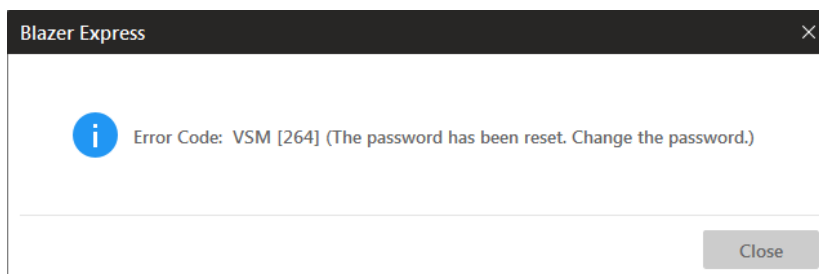 Blazer Express
Error Code: VSM [264] (The password has been reset. Change the password.)
Close